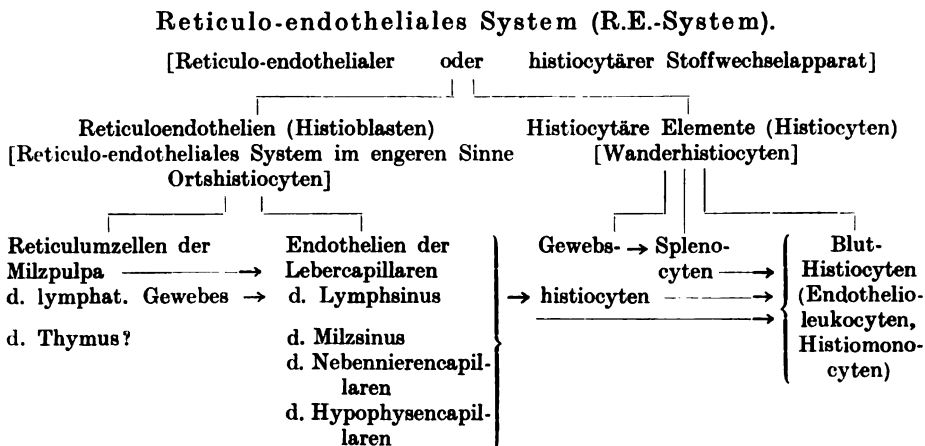 Reticulo-endotheliales System (R.E.-System).
[Reticulo-endothelialer oder histiocytärer Stoffwechselapparat]
Reticuloendothelien (Histioblasten)
[Reticulo-endotheliales System im engeren Sinne
Ortshistiocyten]
Histiocytäre Elemente (Histiocyten)
[Wanderhistiocyten]
Reticulumzellen der
Milzpulpa →
d. lymphat. Gewebes →
d. Thymus?
Endothelien der
Lebercapillaren
d. Lymphsinus
d. Milzsinus
d. Nebennierencapil-
laren
d. Hypophysencapil-
laren
Gewebs- →
→ histiocyten →
→
Spleno-
cyten →
Blut-
Histiocyten
(Endothelio-
leukocyten,
Histiomono-
cyten)